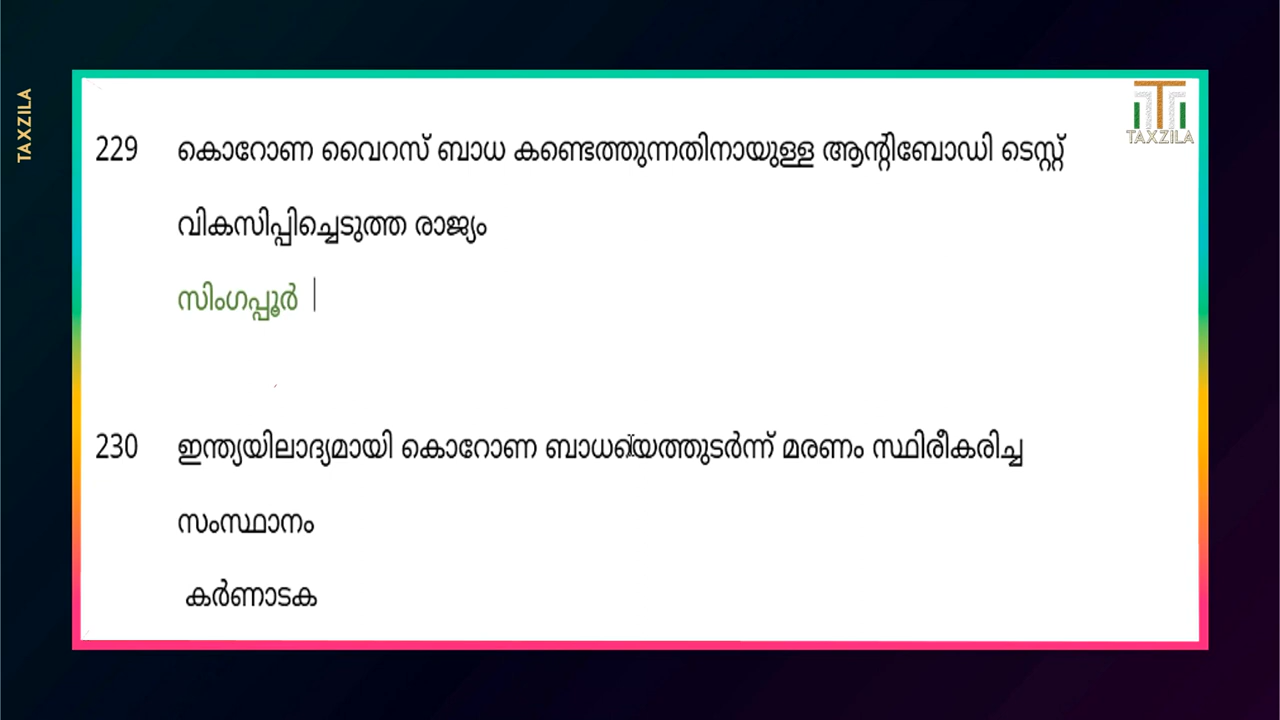 TAXZILA
TAXZILA
229 കൊറോണ വൈറസ് ബാധ കണ്ടെത്തുന്നതിനായുള്ള ആന്റിബോഡി ടെസ്റ്റ്
വികസിപ്പിച്ചെടുത്ത രാജ്യം
സിംഗപ്പൂർ
230 ഇന്ത്യയിലാദ്യമായി കൊറോണ ബാധയെത്തുടർന്ന് മരണം സ്ഥിരീകരിച്ച
സംസ്ഥാനം
കർണാടക